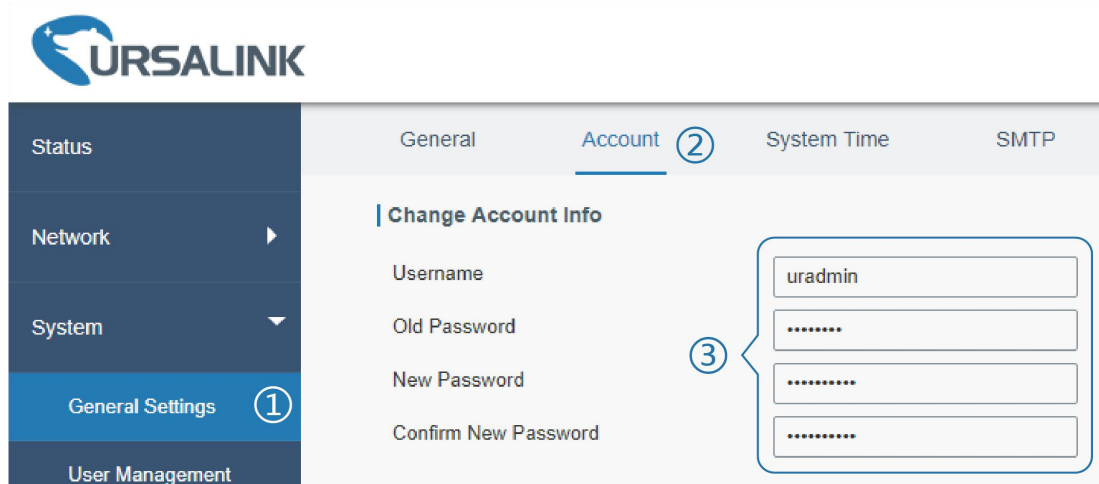 URSALINK
Status
Network
System
General Settings ①
User Management
General Account ② System Time SMTP
Change Account Info
Username uradmin
Old Password ••••••••
③
New Password ••••••••••
Confirm New Password ••••••••••